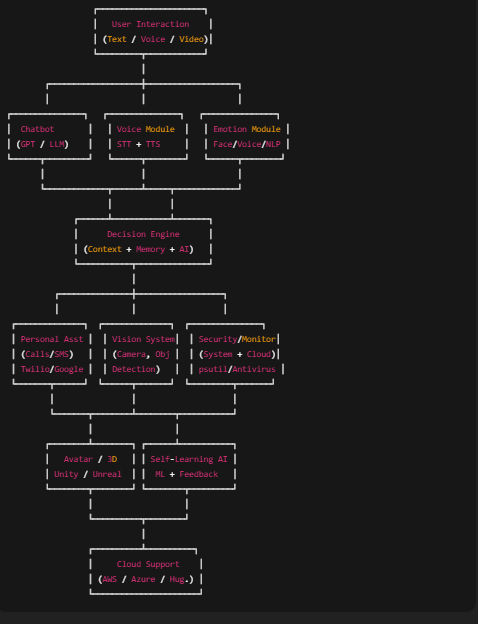 User Interaction
(Text / Voice / Video)
Chatbot
(GPT / LLM)
Voice Module
STT + TTS
Emotion Module
Face/Voice/NLP
Decision Engine
(Context + Memory + AI)
Personal Asst
(Calls/SMS)
Twilio/Google
Vision System
(Camera, Obj
Detection)
Security/Monitor
(System + Cloud)
psutil/Antivirus
Avatar / 3D
Unity / Unreal
Self-Learning AI
ML + Feedback
Cloud Support
(AWS / Azure / Hug.)